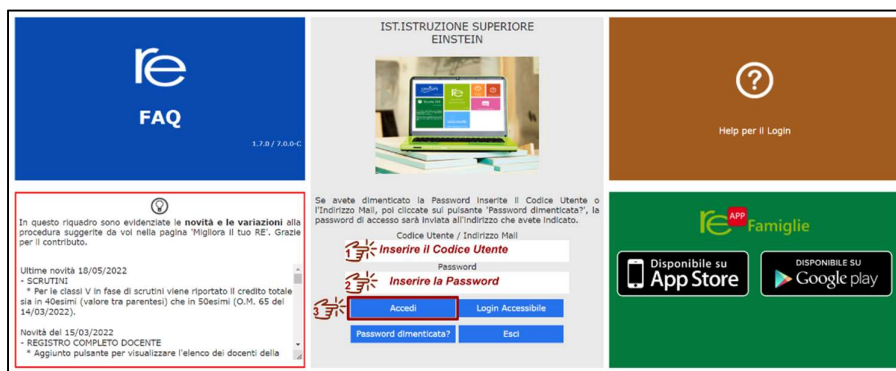 re
FAQ
1.7.0 / 7.0.0-C
In questo riquadro sono evidenziate le novità e le variazioni alla
procedura suggerite da voi nella pagina 'Migliora il tuo RE'. Grazie
per il contributo.
Ultime novità 18/05/2022
- SCRUTINI
* Per le classi V in fase di scrutini viene riportato il credito totale
sia in 40esimi (valore tra parentesi) che in 50esimi (O.M. 65 del
14/03/2022).
Novità del 15/03/2022
- REGISTRO COMPLETO DOCENTE
* Aggiunto pulsante per visualizzare l'elenco dei docenti della
IST.ISTRUZIONE SUPERIORE
EINSTEIN
Se avete dimenticato la Password inserite il Codice Utente o
l'Indirizzo Mail, poi cliccate sul pulsante 'Password dimenticata?', la
password di accesso sarà inviata all'indirizzo che avete indicato.
Codice Utente / Indirizzo Mail
1 Inserire il Codice Utente
Password
2 Inserire la Password
3 Accedi
Login Accessibile
Password dimenticata?
Esci
?
Help per il Login
re APP Famiglie
Disponibile su
App Store
DISPONIBILE SU
Google play